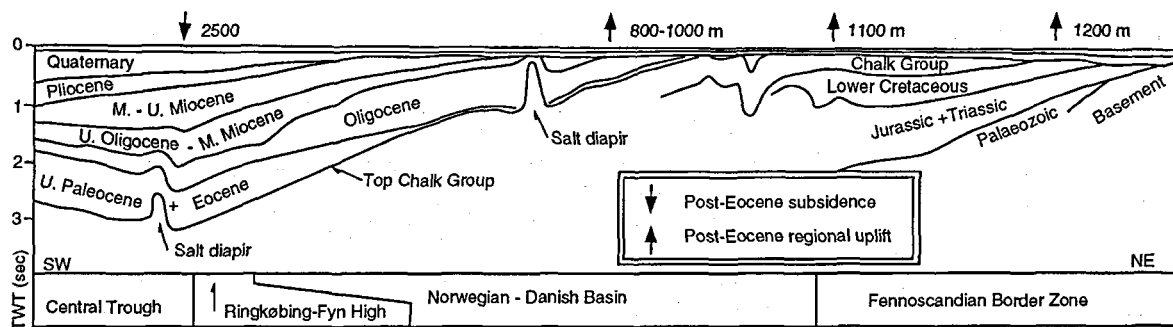 2500
800-1000 m
1100 m
1200 m
0
Quaternary
Chalk Group
Pliocene
Lower Cretaceous
1
M. - U. Miocene
Oligocene
Jurassic +Triassic
Palaeozoic
Basement
U. Oligocene - M. Miocene
Salt diapir
2
U. Paleocene + Eocene
Top Chalk Group
Post-Eocene subsidence
3
Salt diapir
Post-Eocene regional uplift
TWT (sec)
SW
NE
Central Trough
Ringkøbing-Fyn High
Norwegian - Danish Basin
Fennoscandian Border Zone